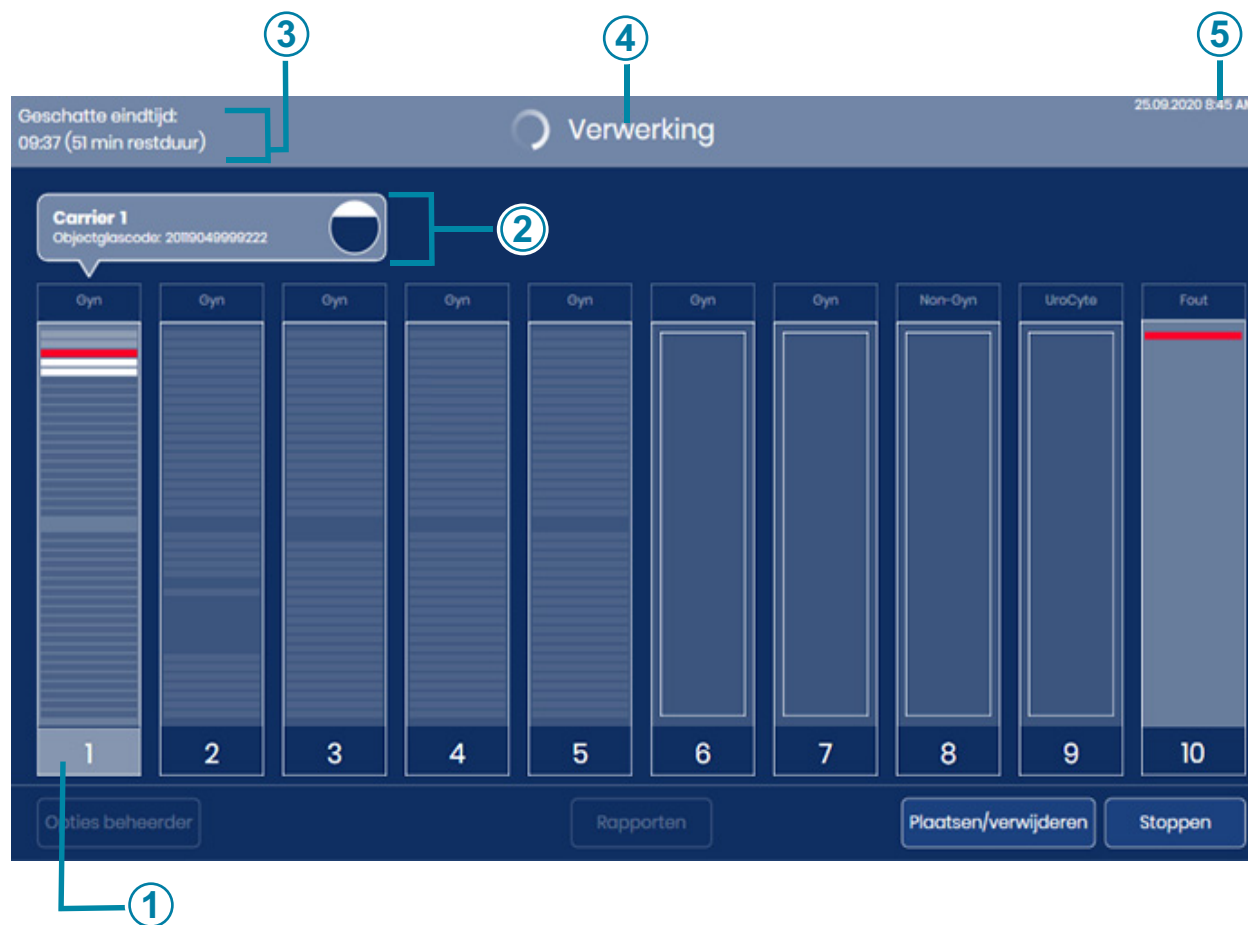 3
4
5
Geschatte eindtijd:
09:37 (51 min restduur)
Verwerking
25.09.2020 8:45 AM
Carrier 1
Objectglascode: 20119049999222
2
Gyn
Gyn
Gyn
Gyn
Gyn
Gyn
Gyn
Non-Gyn
UroCyte
Fout
1
2
3
4
5
6
7
8
9
10
Opties beheerder
Rapporten
Plaatsen/verwijderen
Stoppen
1